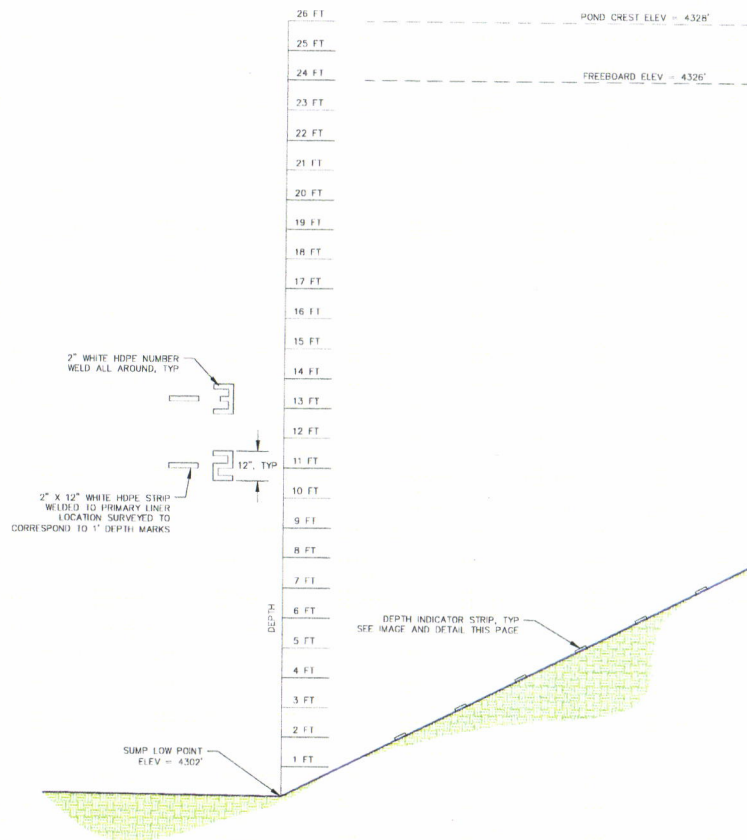 26 FT
POND CREST ELEV = 4328'
25 FT
24 FT
FREEBOARD ELEV = 4326'
23 FT
22 FT
21 FT
20 FT
19 FT
18 FT
17 FT
16 FT
15 FT
2" WHITE HDPE NUMBER
WELD ALL AROUND, TYP
14 FT
3
13 FT
12 FT
2
12", TYP
11 FT
2" X 12" WHITE HDPE STRIP
WELDED TO PRIMARY LINER
LOCATION SURVEYED TO
CORRESPOND TO 1' DEPTH MARKS
10 FT
9 FT
8 FT
7 FT
DEPTH
6 FT
DEPTH INDICATOR STRIP, TYP
SEE IMAGE AND DETAIL THIS PAGE
5 FT
4 FT
3 FT
2 FT
SUMP LOW POINT
ELEV = 4302'
1 FT